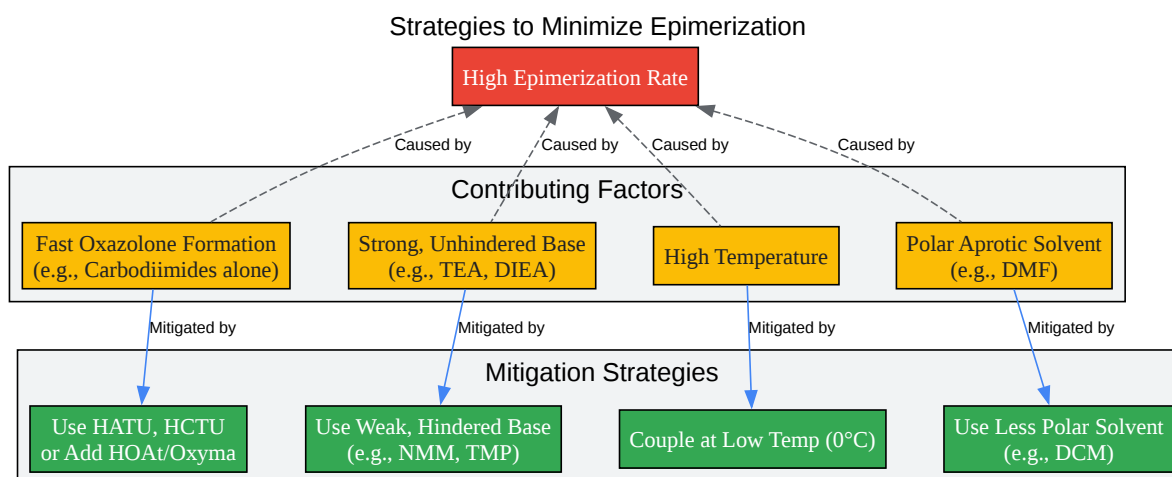 Strategies to Minimize Epimerization
High Epimerization Rate
Caused by
Caused by
Caused by
Caused by
Contributing Factors
Fast Oxazolone Formation
(e.g., Carbodiimides alone)
Strong, Unhindered Base
(e.g., TEA, DIEA)
High Temperature
Polar Aprotic Solvent
(e.g., DMF)
Mitigated by
Mitigated by
Mitigated by
Mitigated by
Mitigation Strategies
Use HATU, HCTU
or Add HOAt/Oxyma
Use Weak, Hindered Base
(e.g., NMM, TMP)
Couple at Low Temp (0°C)
Use Less Polar Solvent
(e.g., DCM)